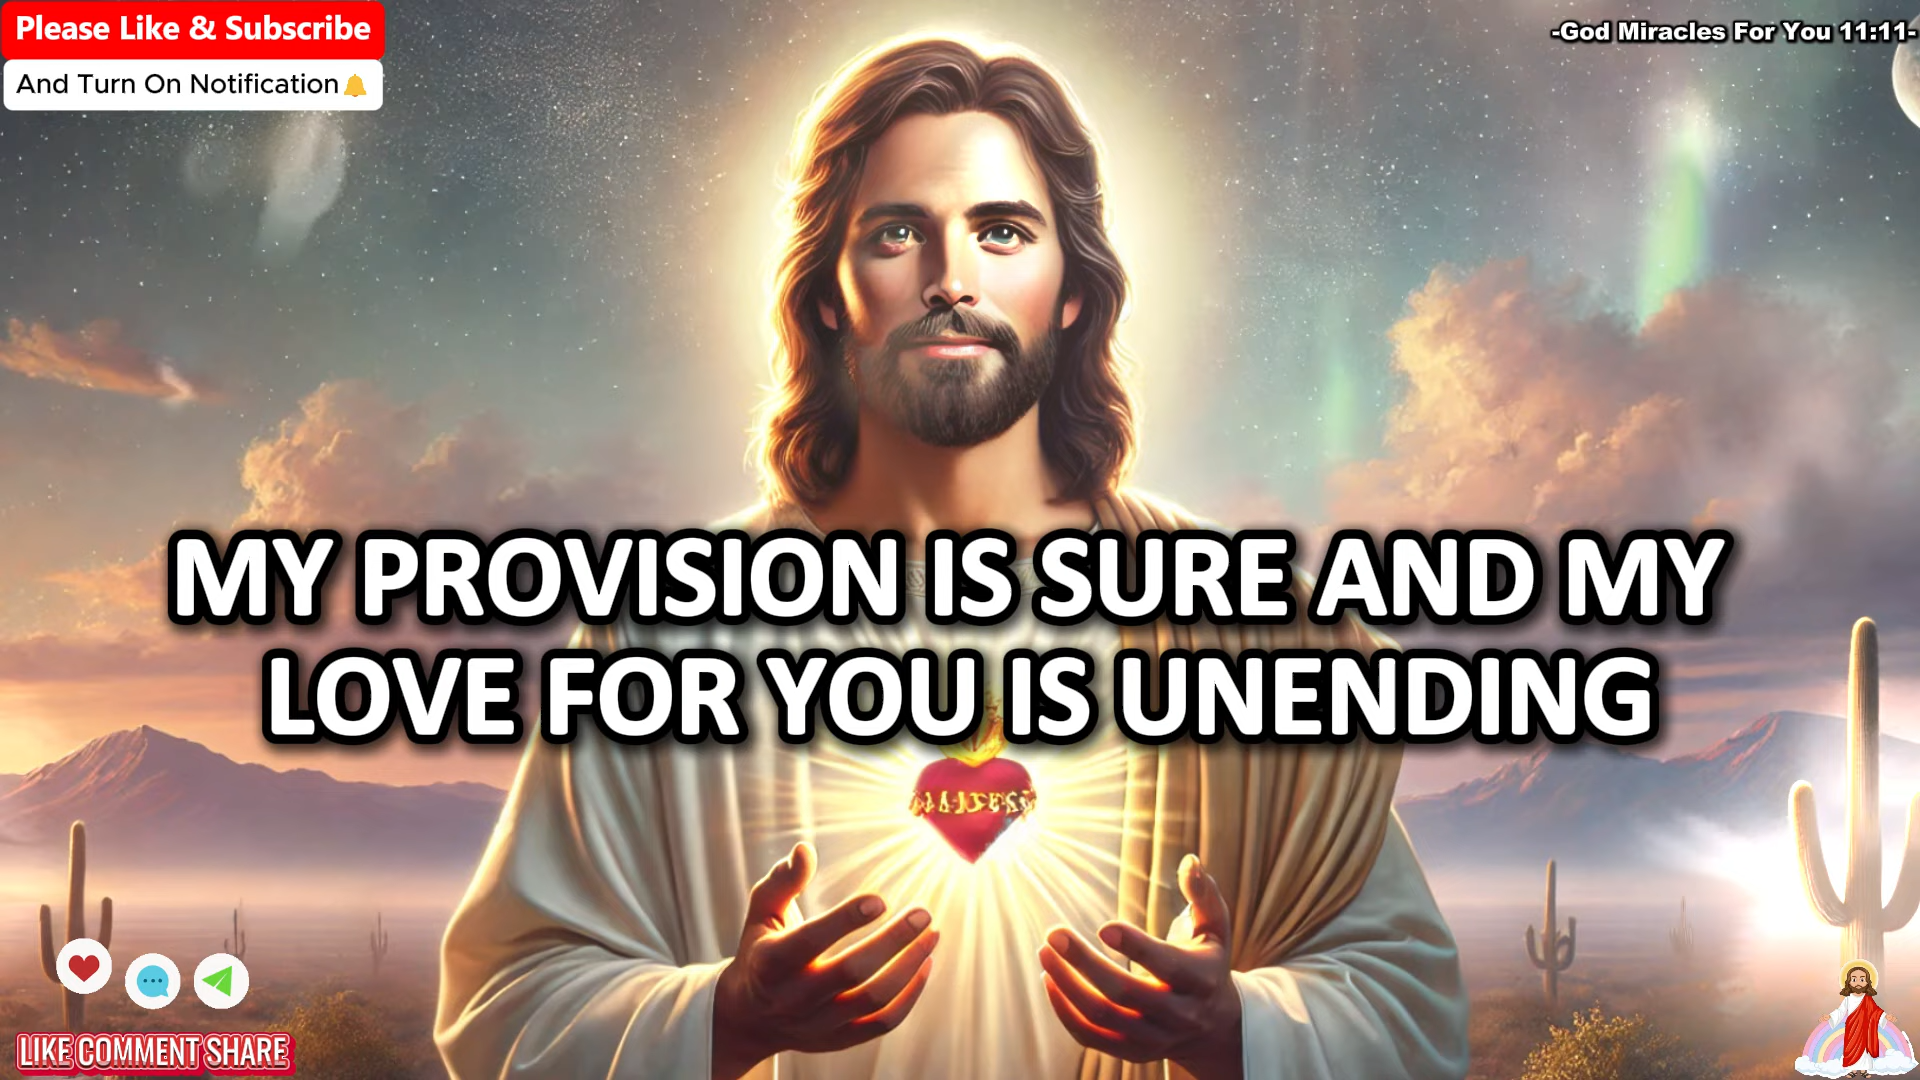 Please Like & Subscribe
And Turn On Notification
-God Miracles For You 11:11-
MY PROVISION IS SURE AND MY
LOVE FOR YOU IS UNENDING
LIKE COMMENT SHARE